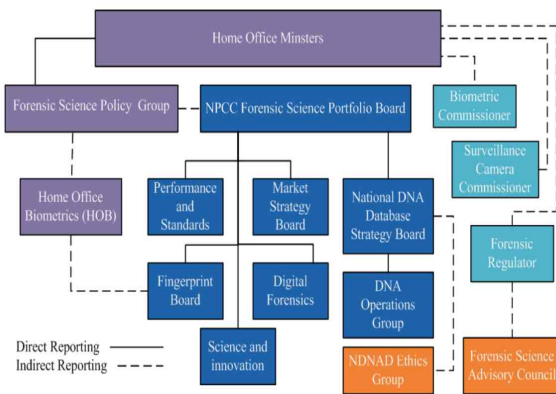 Home Office Minsters
Forensic Science Policy Group
NPCC Forensic Science Portfolio Board
Biometric
Commissioner
Surveillance
Camera
Commissioner
Home Office
Biometrics (HOB)
Performance
and
Standards
Market
Strategy
Board
National DNA
Database
Strategy Board
Forensic
Regulator
Fingerprint
Board
Digital
Forensics
DNA
Operations
Group
Science and
innovation
NDNAD Ethics
Group
Forensic Science
Advisory Council
Direct Reporting
Indirect Reporting